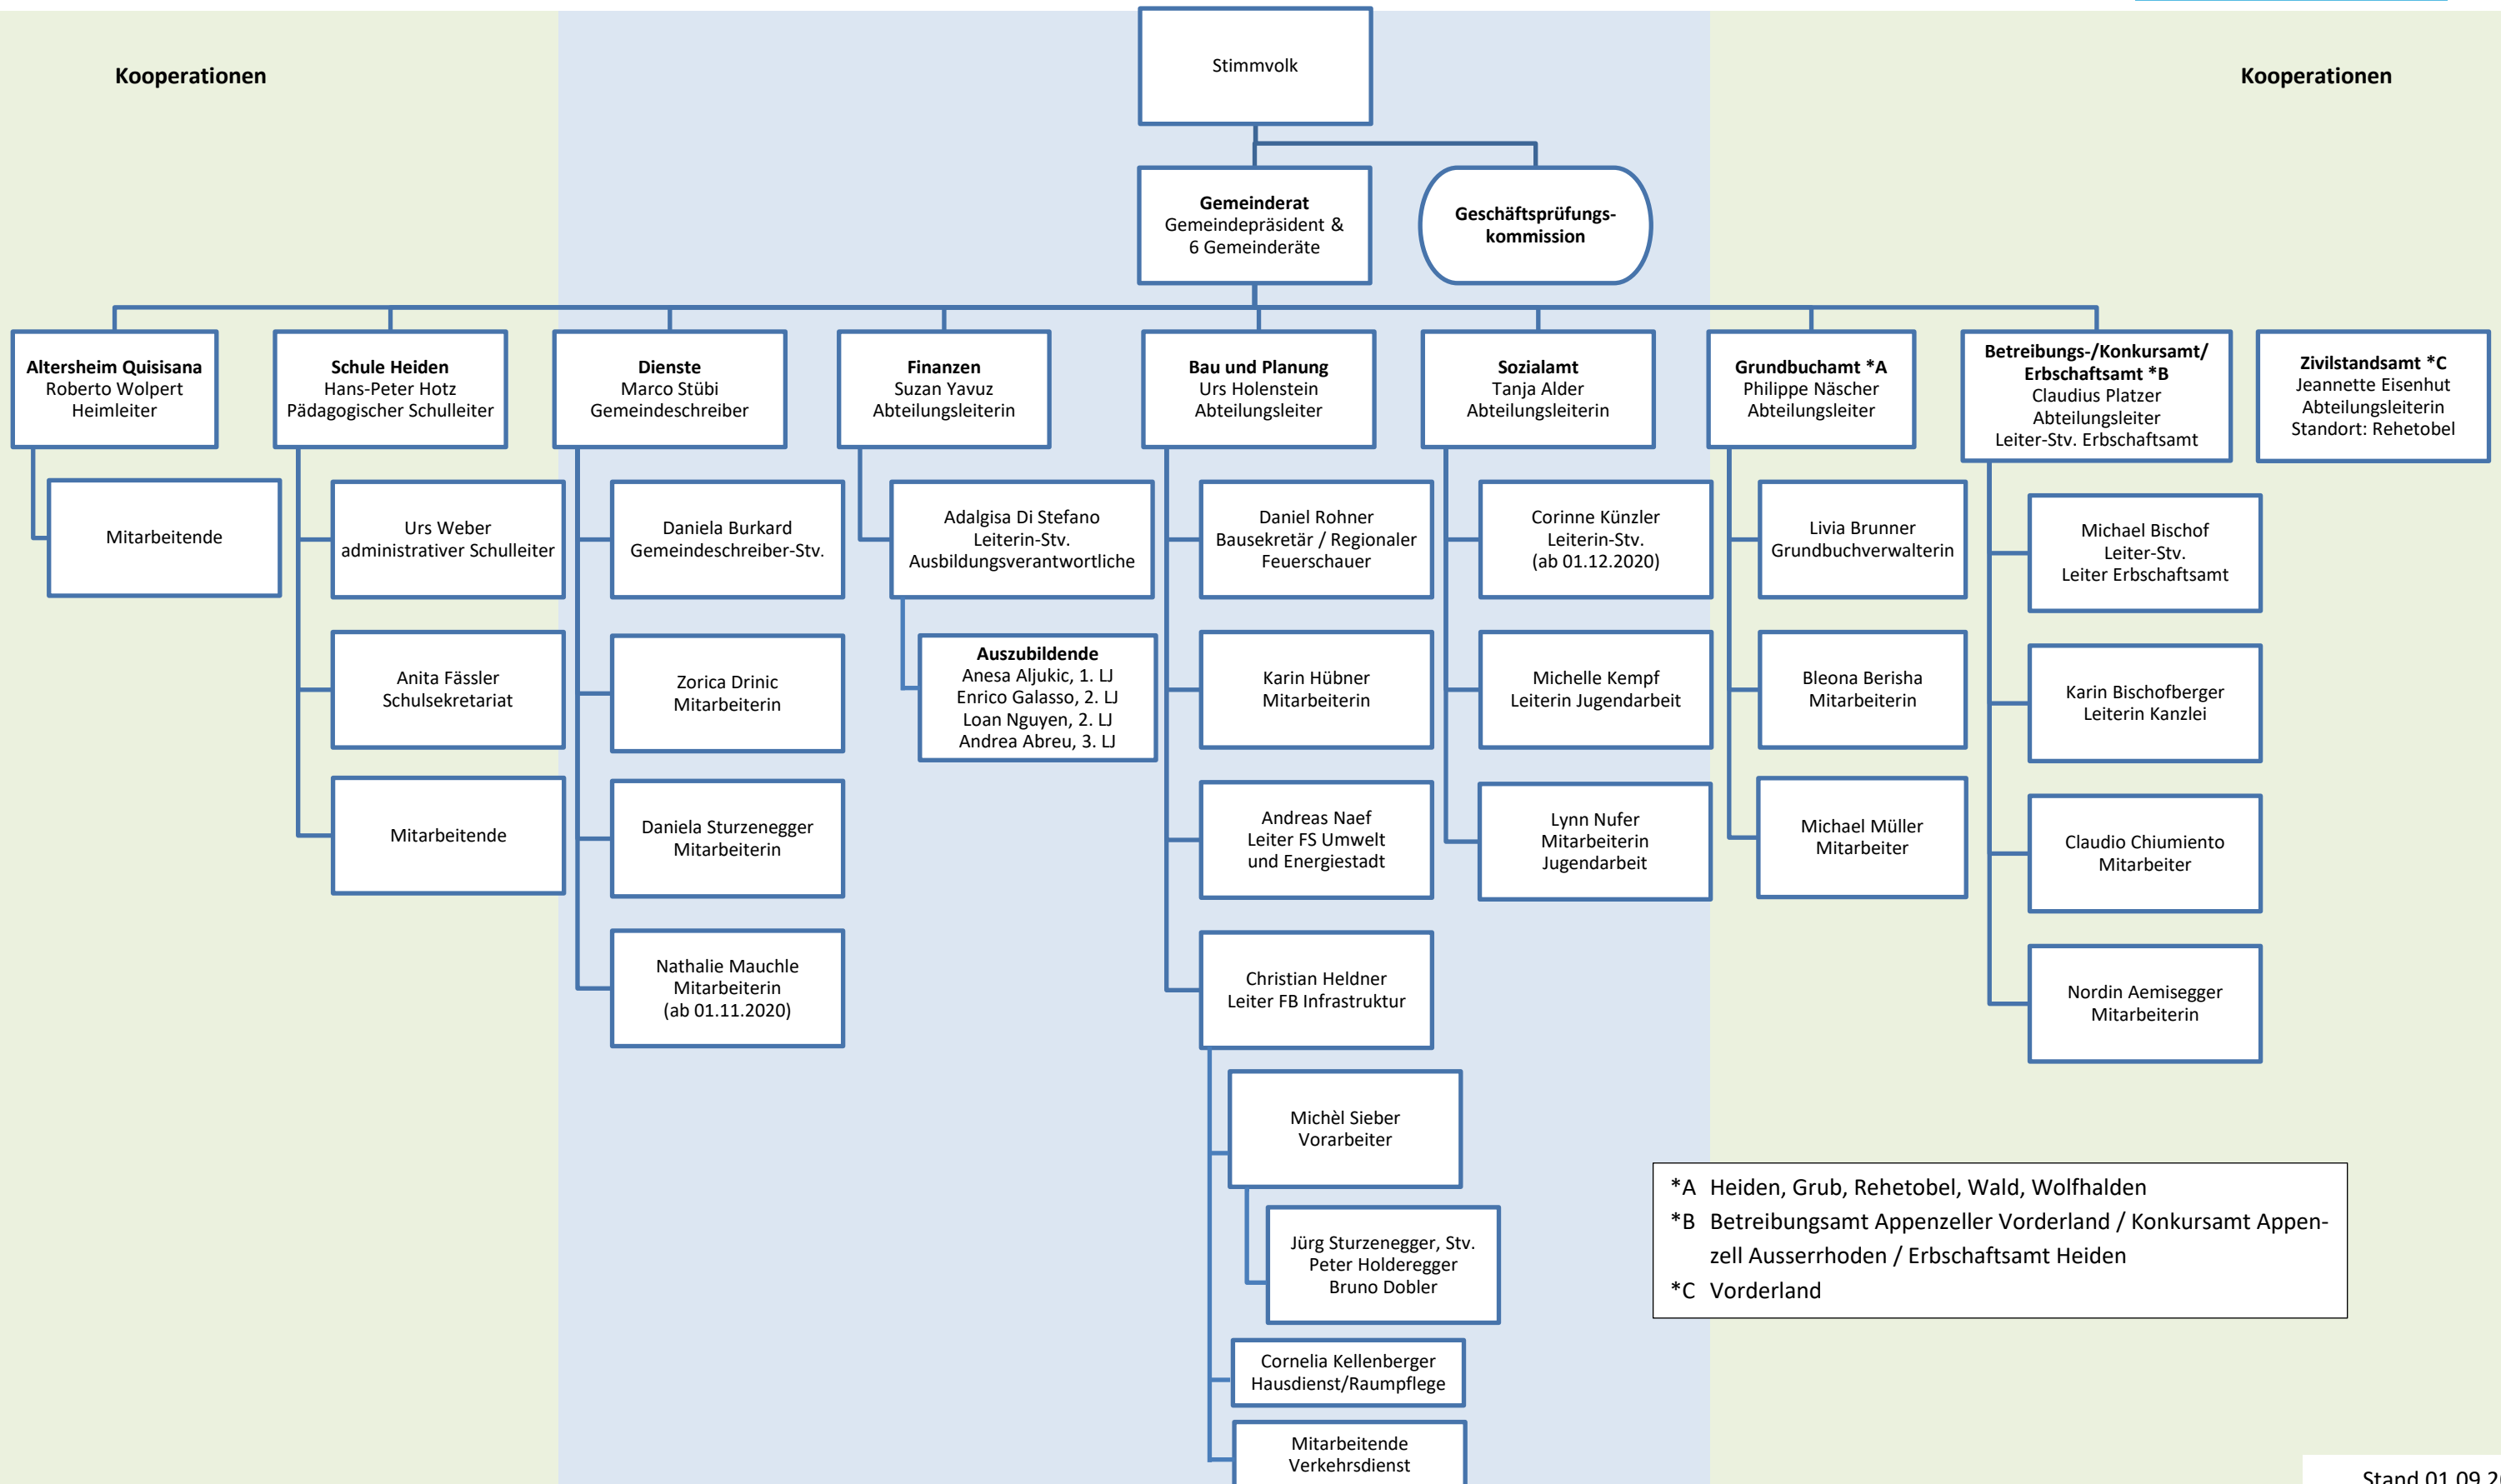 Kooperationen
Stimmvolk
Kooperationen
Gemeinderat
Gemeindepräsident &
6 Gemeinderäte
Geschäftsprüfungs-
kommission
Altersheim Quisisana
Roberto Wolpert
Heimleiter
Schule Heiden
Hans-Peter Hotz
Pädagogischer Schulleiter
Dienste
Marco Stübi
Gemeindeschreiber
Finanzen
Suzan Yavuz
Abteilungsleiterin
Bau und Planung
Urs Holenstein
Abteilungsleiter
Sozialamt
Tanja Alder
Abteilungsleiterin
Grundbuchamt *A
Philippe Näscher
Abteilungsleiter
Betreibungs-/Konkursamt/
Erbschaftsamt *B
Claudius Platzer
Abteilungsleiter
Leiter-Stv. Erbschaftsamt
Zivilstandsamt *C
Jeannette Eisenhut
Abteilungsleiterin
Standort: Rehetobel
Mitarbeitende
Urs Weber
administrativer Schulleiter
Anita Fässler
Schulsekretariat
Mitarbeitende
Daniela Burkard
Gemeindeschreiber-Stv.
Zorica Drinic
Mitarbeiterin
Daniela Sturzenegger
Mitarbeiterin
Nathalie Mauchle
Mitarbeiterin
(ab 01.11.2020)
Adalgisa Di Stefano
Leiterin-Stv.
Ausbildungsverantwortliche
Auszubildende
Anesa Aljukic, 1. LJ
Enrico Galasso, 2. LJ
Loan Nguyen, 2. LJ
Andrea Abreu, 3. LJ
Daniel Rohner
Bausekretär / Regionaler
Feuerschauer
Karin Hübner
Mitarbeiterin
Andreas Naef
Leiter FS Umwelt
und Energiestadt
Christian Heldner
Leiter FB Infrastruktur
Michèl Sieber
Vorarbeiter
Jürg Sturzenegger, Stv.
Peter Holderegger
Bruno Dobler
Cornelia Kellenberger
Hausdienst/Raumpflege
Mitarbeitende
Verkehrsdienst
Corinne Künzler
Leiterin-Stv.
(ab 01.12.2020)
Michelle Kempf
Leiterin Jugendarbeit
Lynn Nufer
Mitarbeiterin
Jugendarbeit
Livia Brunner
Grundbuchverwalterin
Bleona Berisha
Mitarbeiterin
Michael Müller
Mitarbeiter
Michael Bischof
Leiter-Stv.
Leiter Erbschaftsamt
Karin Bischofberger
Leiterin Kanzlei
Claudio Chiumiento
Mitarbeiter
Nordin Aemisegger
Mitarbeiterin
*A Heiden, Grub, Rehetobel, Wald, Wolfhalden
*B Betreibungsamt Appenzeller Vorderland / Konkursamt Appen-
zell Ausserrhoden / Erbschaftsamt Heiden
*C Vorderland
Stand 01.09.2